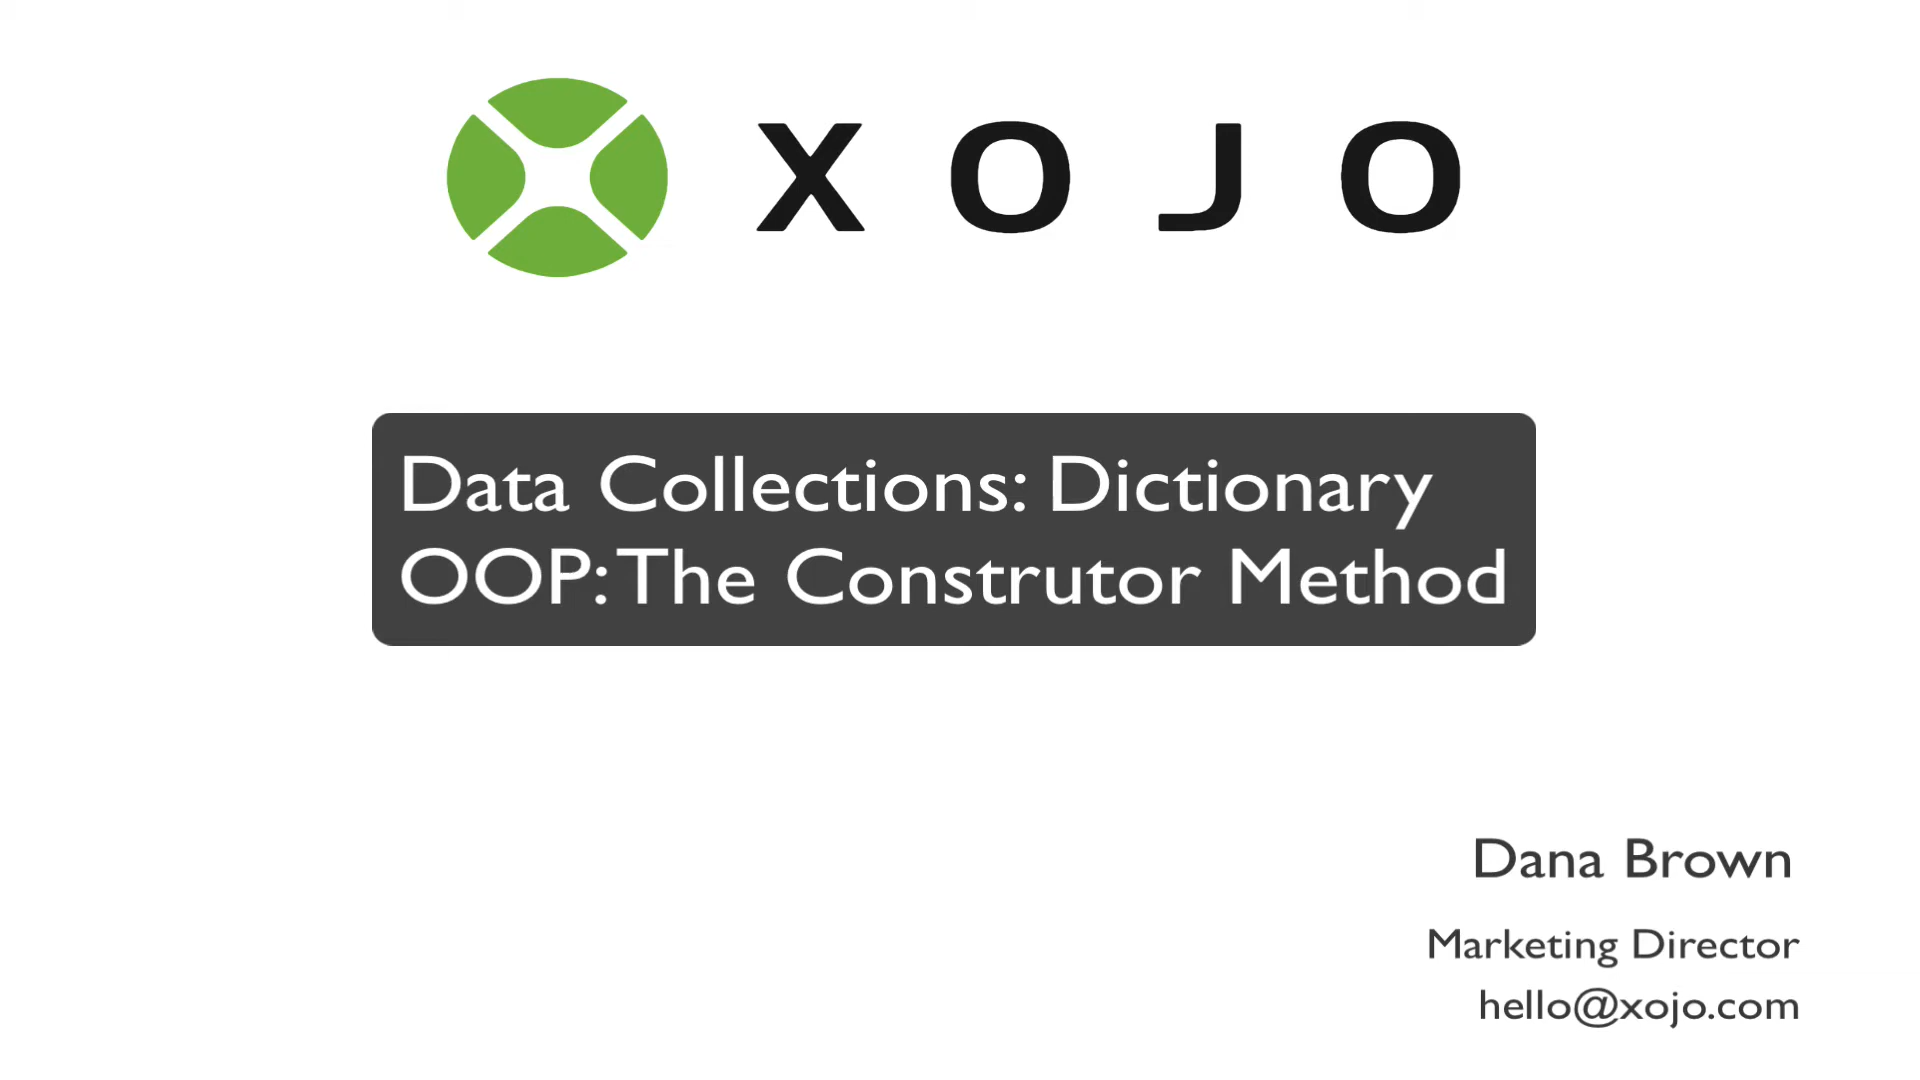 XOJO
Data Collections: Dictionary
OOP: The Construtor Method
Dana Brown
Marketing Director
hello@xojo.com